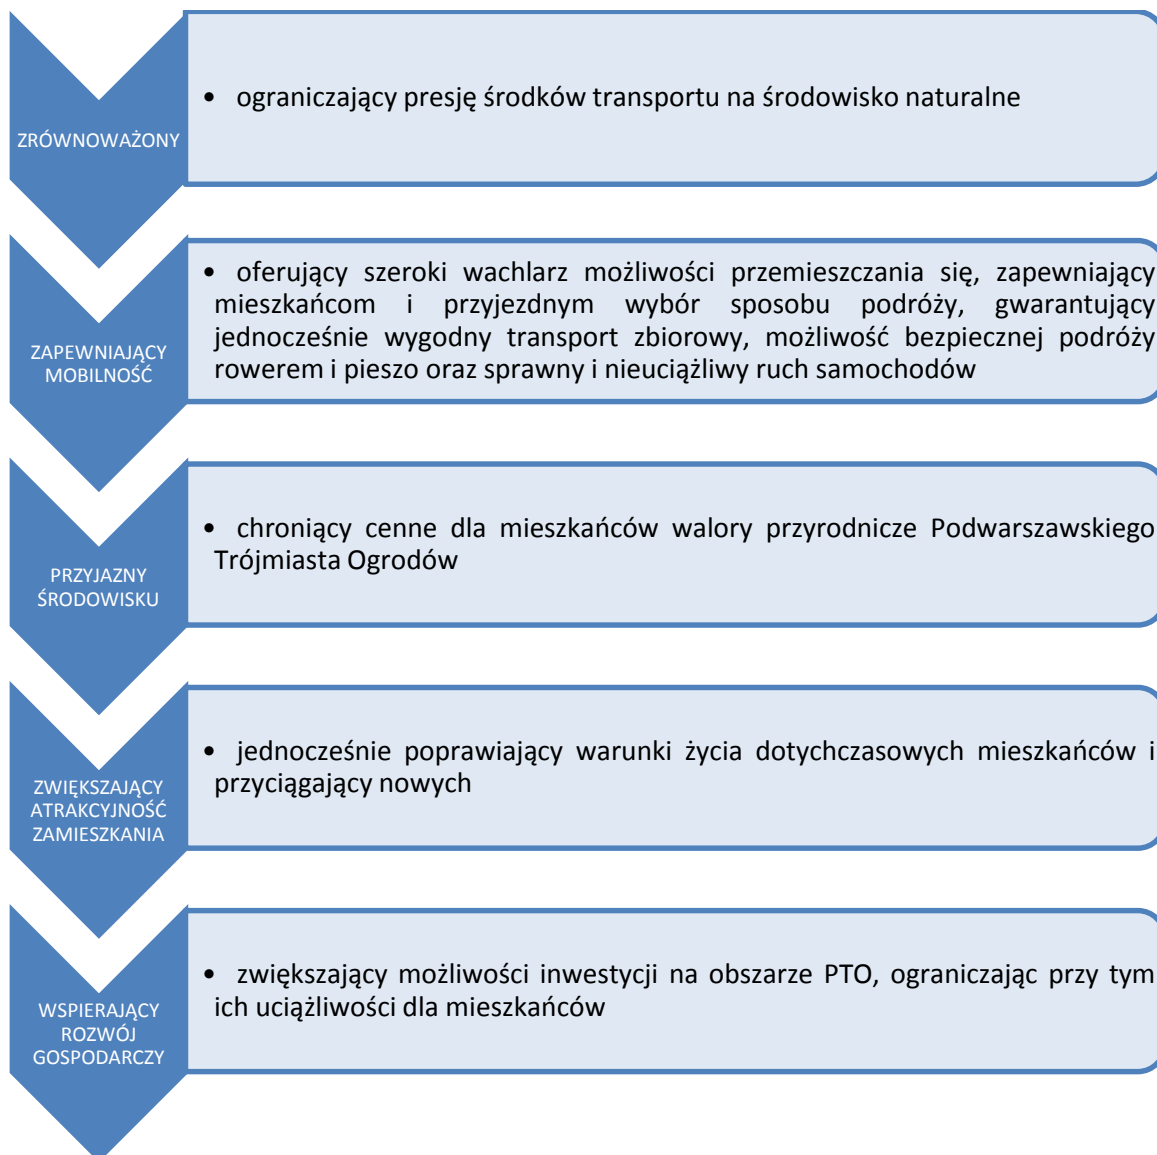 ZRÓWNOWAŻONY
• ograniczający presję środków transportu na środowisko naturalne
ZAPEWNIAJĄCY
MOBILNOŚĆ
• oferujący szeroki wachlarz możliwości przemieszczania się, zapewniający
mieszkańcom i przyjezdnym wybór sposobu podróży, gwarantujący
jednocześnie wygodny transport zbiorowy, możliwość bezpiecznej podróży
rowerem i pieszo oraz sprawny i nieuciążliwy ruch samochodów
PRZYJAZNY
ŚRODOWISKU
• chroniący cenne dla mieszkańców walory przyrodnicze Podwarszawskiego
Trójmiasta Ogrodów
ZWIĘKSZAJĄCY
ATRAKCYJNOŚĆ
ZAMIESZKANIA
• jednocześnie poprawiający warunki życia dotychczasowych mieszkańców i
przyciągający nowych
WSPIERAJĄCY
ROZWÓJ
GOSPODARCZY
• zwiększający możliwości inwestycji na obszarze PTO, ograniczając przy tym
ich uciążliwości dla mieszkańców